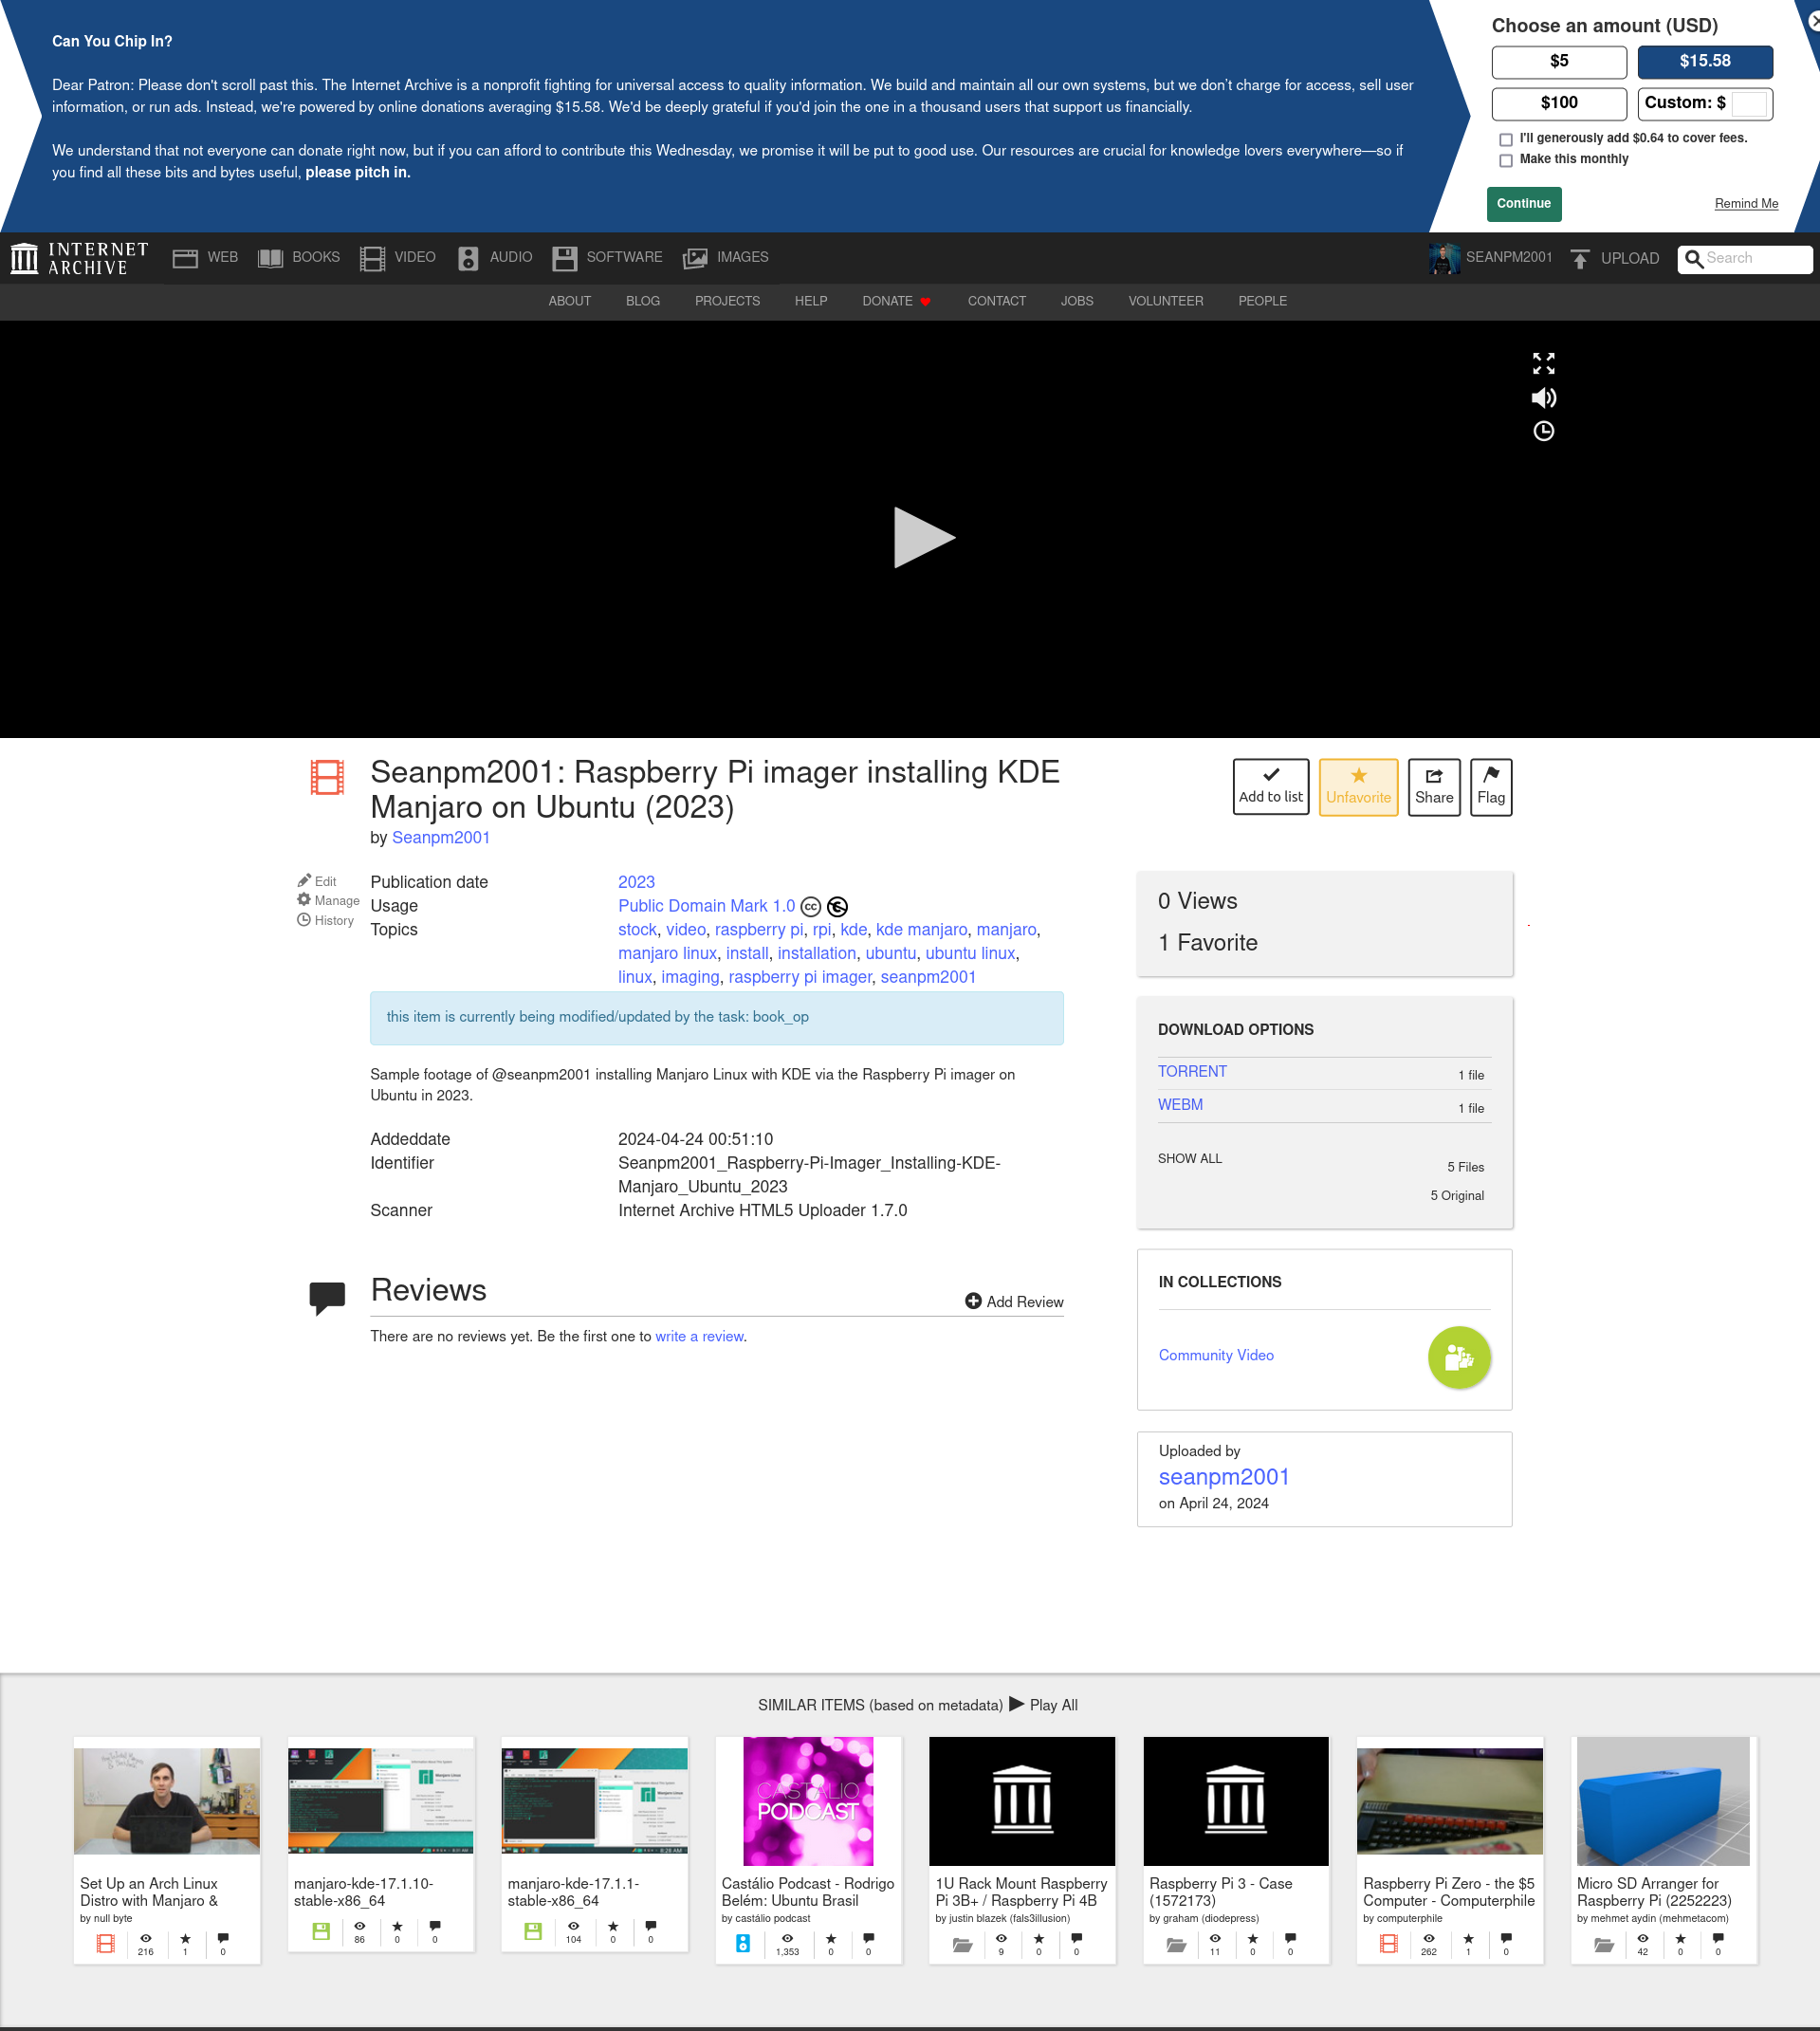 Can You Chip In?
Dear Patron: Please don't scroll past this. The Internet Archive is a nonprofit fighting for universal access to quality information. We build and maintain all our own systems, but we don't charge for access, sell user
information, or run ads. Instead, we're powered by online donations averaging $15.58. We'd be deeply grateful if you'd join the one in a thousand users that support us financially.
We understand that not everyone can donate right now, but if you can afford to contribute this Wednesday, we promise it will be put to good use. Our resources are crucial for knowledge lovers everywhere—so if
you find all these bits and bytes useful, please pitch in.
Choose an amount (USD)
$5 $15.58
$100 Custom: $
I'll generously add $0.64 to cover fees.
Make this monthly
Continue Remind Me
INTERNET ARCHIVE WEB BOOKS VIDEO AUDIO SOFTWARE IMAGES SEANPM2001 UPLOAD Search
ABOUT BLOG PROJECTS HELP DONATE CONTACT JOBS VOLUNTEER PEOPLE
Seanpm2001: Raspberry Pi imager installing KDE
Manjaro on Ubuntu (2023)
by Seanpm2001
Add to list Unfavorite Share Flag
Edit
Manage
History
Publication date 2023
Usage Public Domain Mark 1.0
Topics stock, video, raspberry pi, rpi, kde, kde manjaro, manjaro,
manjaro linux, install, installation, ubuntu, ubuntu linux,
linux, imaging, raspberry pi imager, seanpm2001
this item is currently being modified/updated by the task: book_op
Sample footage of @seanpm2001 installing Manjaro Linux with KDE via the Raspberry Pi imager on
Ubuntu in 2023.
Addeddate 2024-04-24 00:51:10
Identifier Seanpm2001_Raspberry-Pi-Imager_Installing-KDE-
Manjaro_Ubuntu_2023
Scanner Internet Archive HTML5 Uploader 1.7.0
Reviews
Add Review
There are no reviews yet. Be the first one to write a review.
0 Views
1 Favorite
DOWNLOAD OPTIONS
TORRENT 1 file
WEBM 1 file
SHOW ALL 5 Files
5 Original
IN COLLECTIONS
Community Video
Uploaded by
seanpm2001
on April 24, 2024
SIMILAR ITEMS (based on metadata) Play All
Set Up an Arch Linux
Distro with Manjaro &
by null byte
216 1 0
manjaro-kde-17.1.10-
stable-x86_64
86 0 0
manjaro-kde-17.1.1-
stable-x86_64
104 0 0
CASTÁLIO
PODCAST
Castálio Podcast - Rodrigo
Belém: Ubuntu Brasil
by castálio podcast
1,353 0 0
1U Rack Mount Raspberry
Pi 3B+ / Raspberry Pi 4B
by justin blazek (fals3illusion)
9 0 0
Raspberry Pi 3 - Case
(1572173)
by graham (diodepress)
11 0 0
Raspberry Pi Zero - the $5
Computer - Computerphile
by computerphile
262 1 0
Micro SD Arranger for
Raspberry Pi (2252223)
by mehmet aydin (mehmetacom)
42 0 0